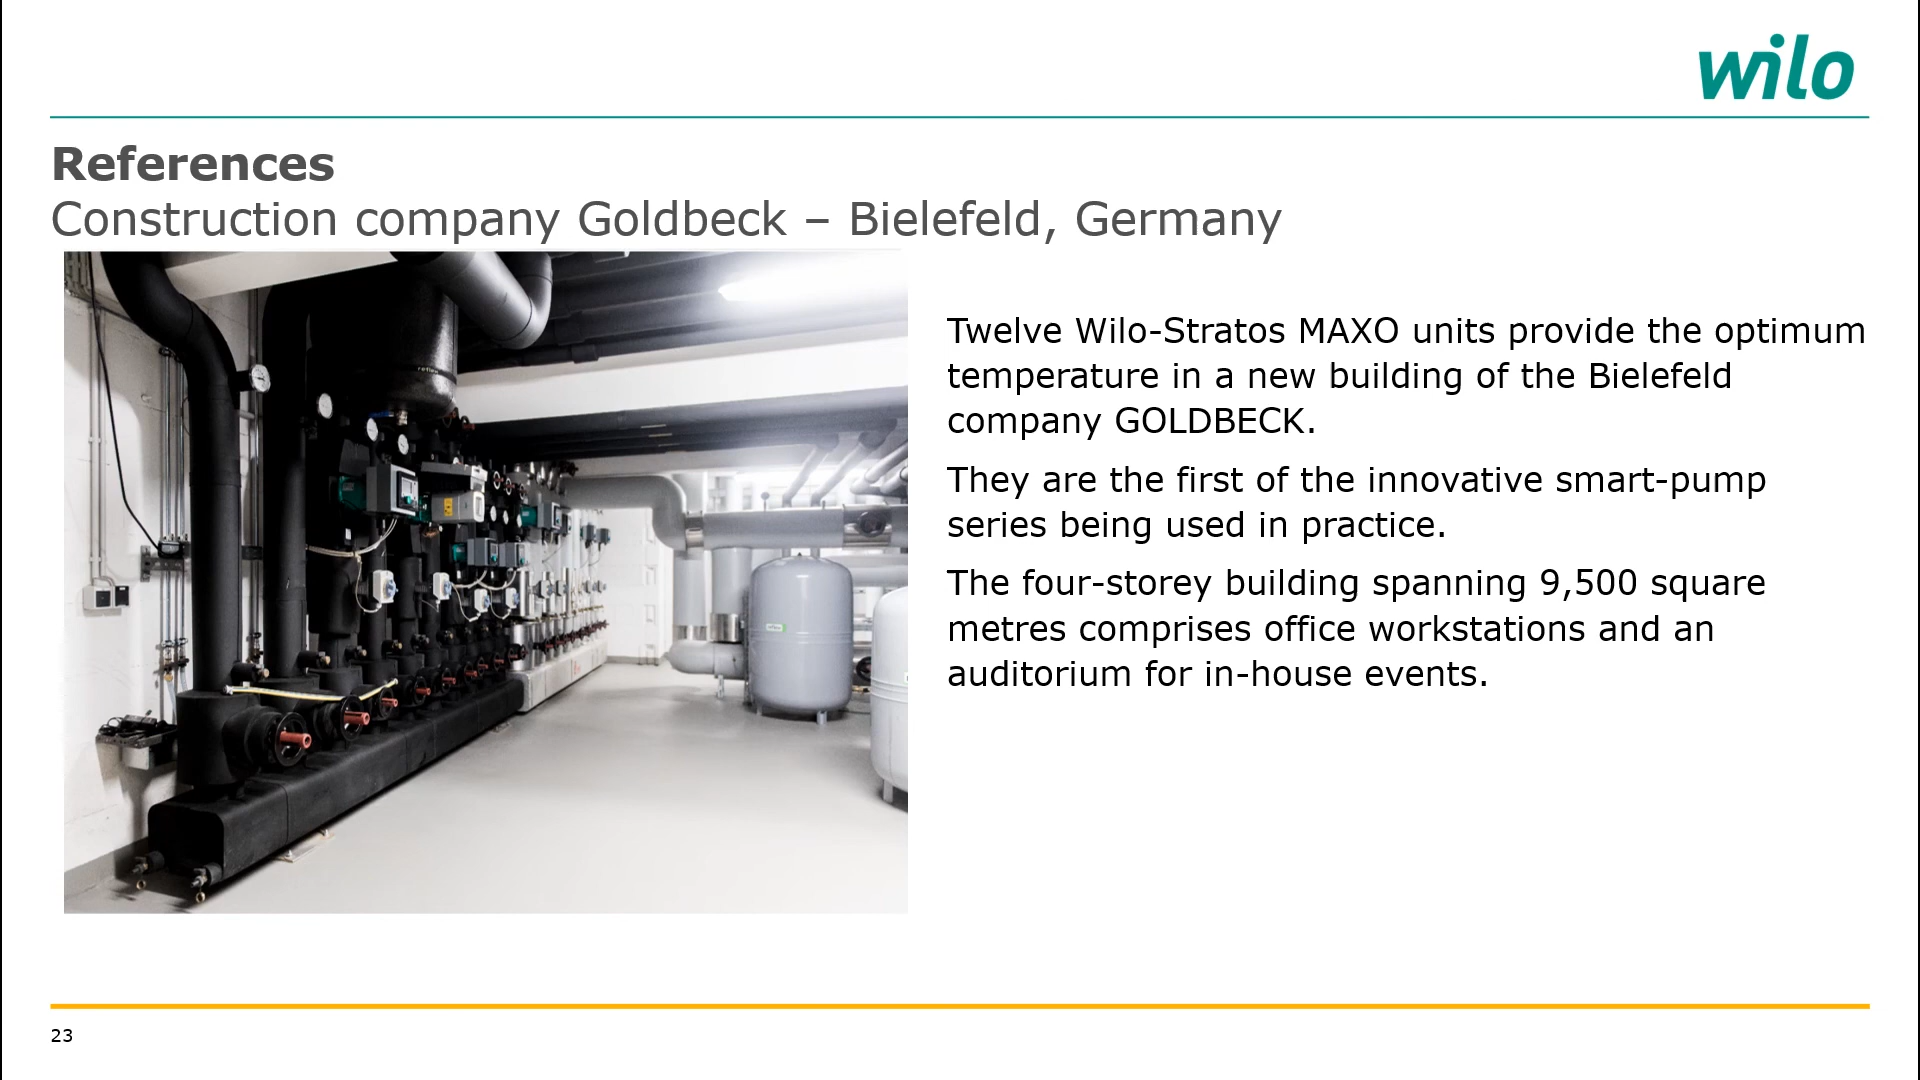 wilo
References
Construction company Goldbeck – Bielefeld, Germany
reflex
Twelve Wilo-Stratos MAXO units provide the optimum
temperature in a new building of the Bielefeld
company GOLDBECK.
They are the first of the innovative smart-pump
series being used in practice.
The four-storey building spanning 9,500 square
metres comprises office workstations and an
auditorium for in-house events.
23